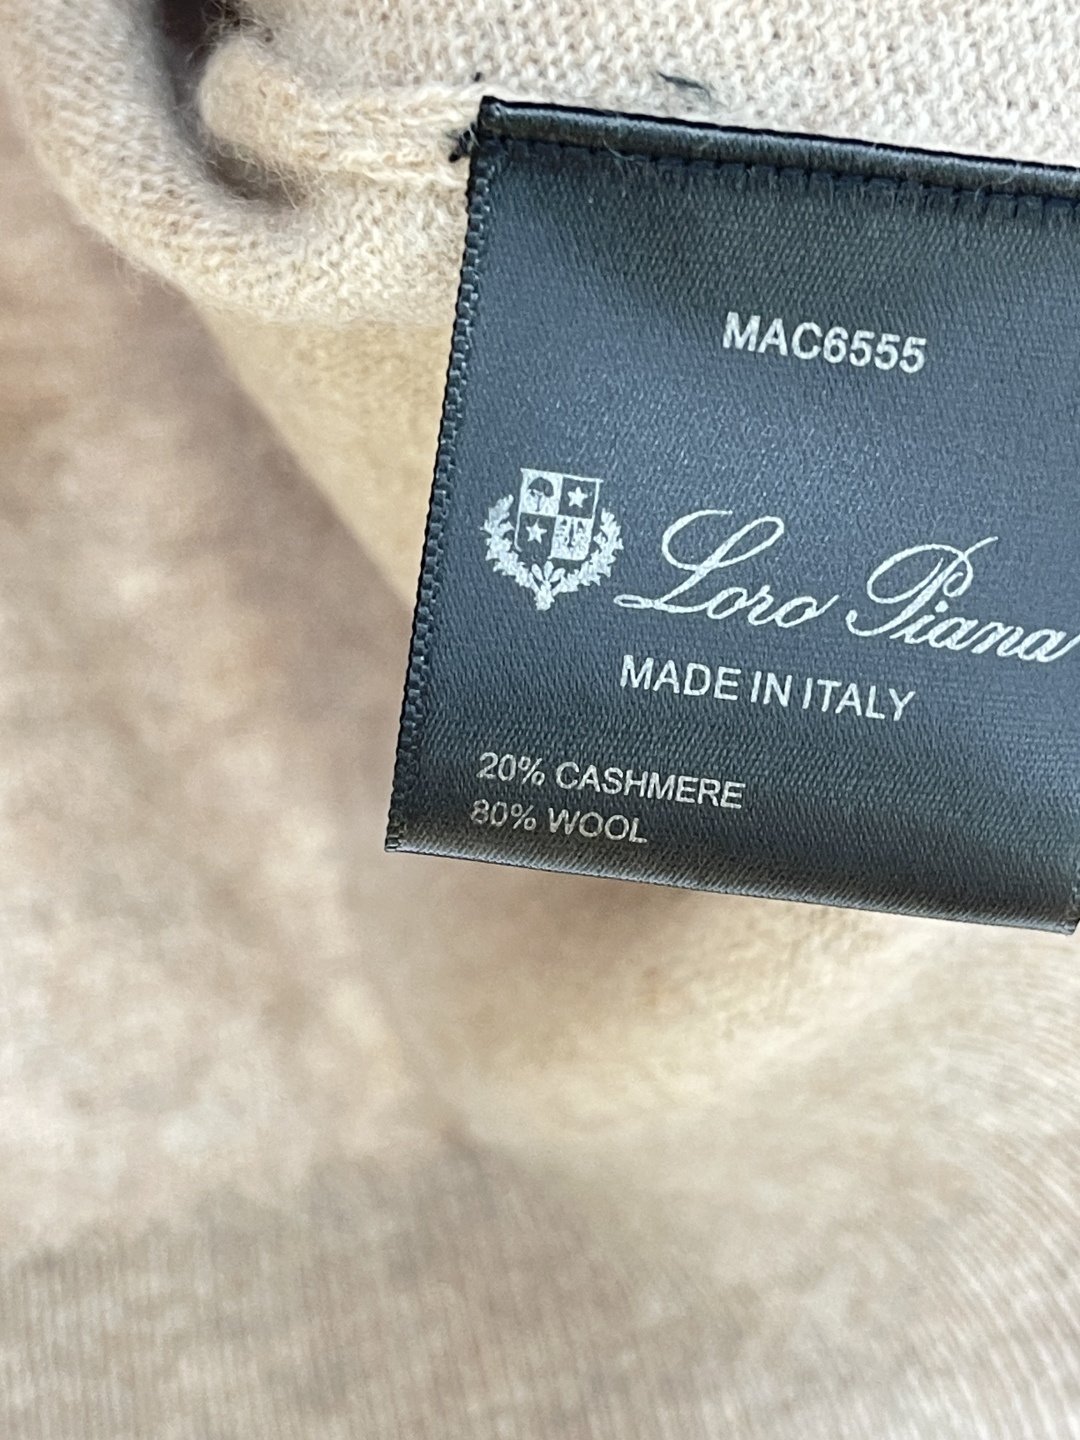 MAC6555
Loro Piana
MADE IN ITALY
20% CASHMERE
80% WOOL